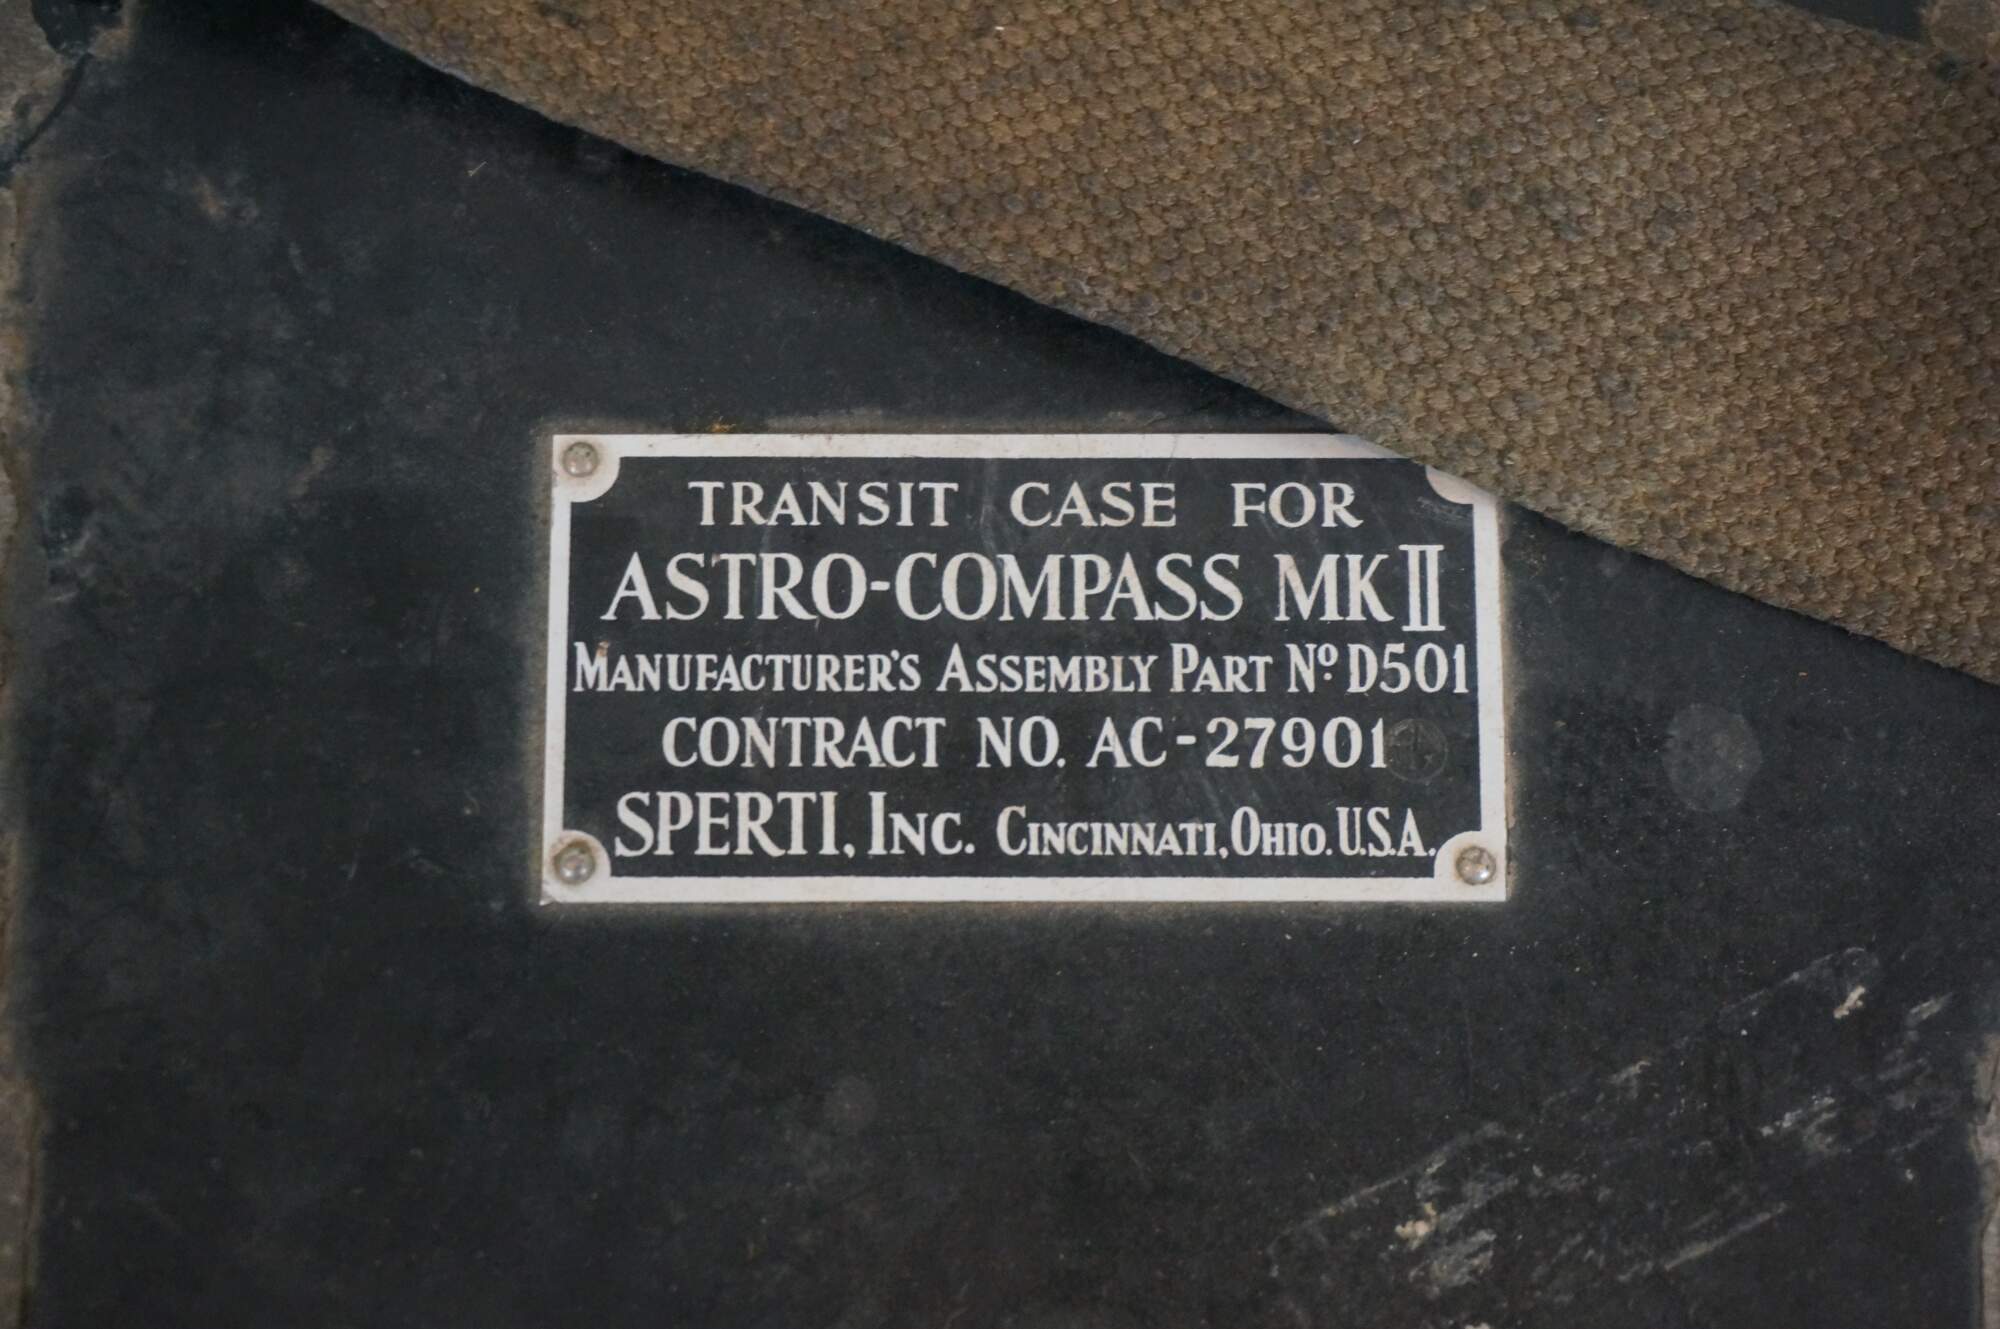 TRANSIT CASE FOR
ASTRO-COMPASS MK II
MANUFACTURER'S ASSEMBLY PART Nº D501
CONTRACT NO. AC-27901
SPERTI, INC. CINCINNATI, OHIO. U.S.A.